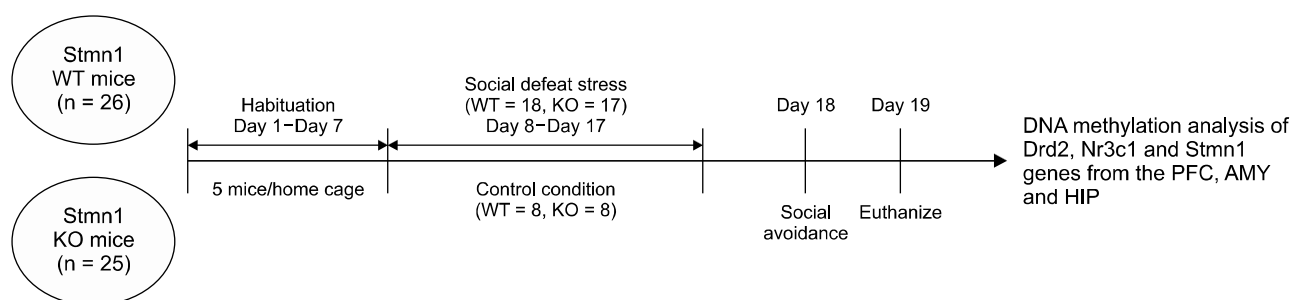 Stmn1
WT mice
(n = 26)
Stmn1
KO mice
(n = 25)
Habituation
Day 1–Day 7
5 mice/home cage
Social defeat stress
(WT = 18, KO = 17)
Day 8–Day 17
Control condition
(WT = 8, KO = 8)
Day 18
Social
avoidance
Day 19
Euthanize
DNA methylation analysis of
Drd2, Nr3c1 and Stmn1
genes from the PFC, AMY
and HIP